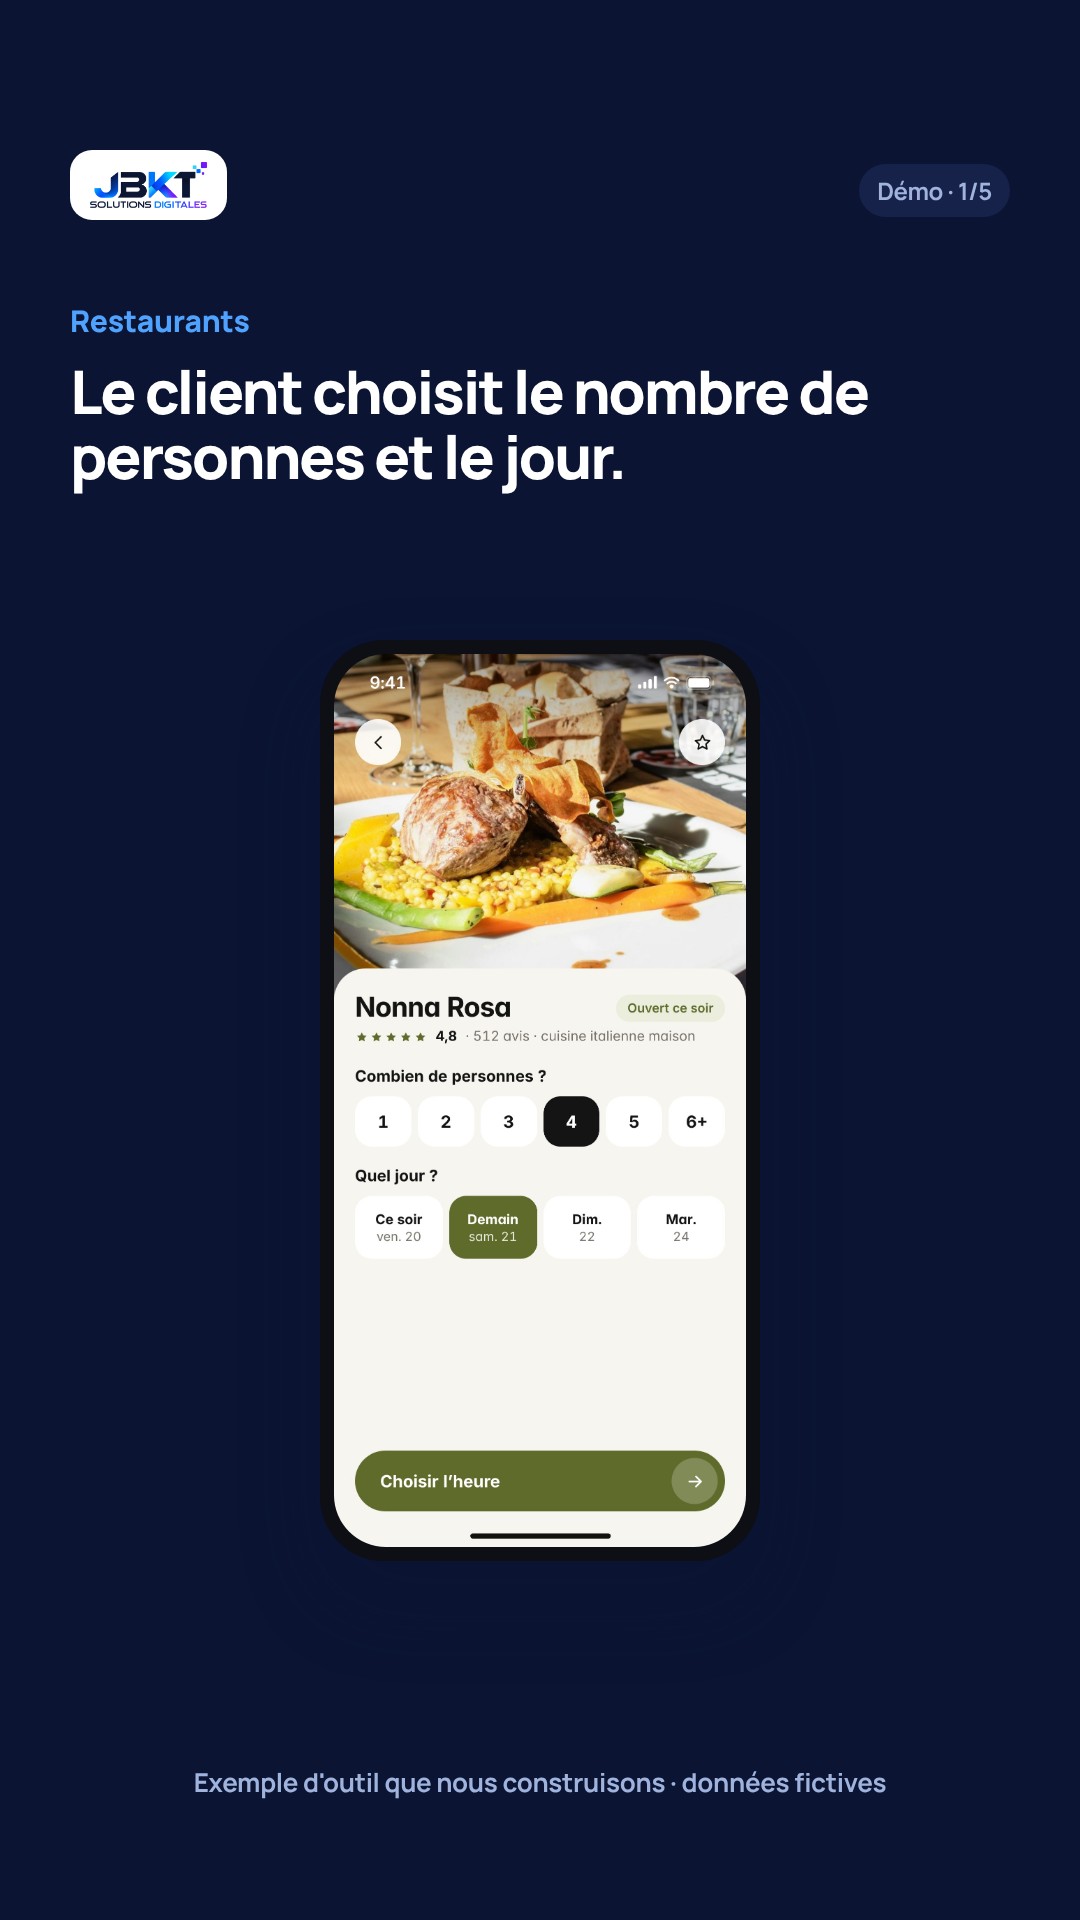 JBKT
SOLUTIONS DIGITALES
Démo · 1/5
Restaurants
Le client choisit le nombre de
personnes et le jour.
9:41
Nonna Rosa
Ouvert ce soir
4,8 · 512 avis · cuisine italienne maison
Combien de personnes ?
1 2 3 4 5 6+
Quel jour ?
Ce soir Demain Dim. Mar.
ven. 20 sam. 21 22 24
Choisir l’heure
Exemple d'outil que nous construisons · données fictives